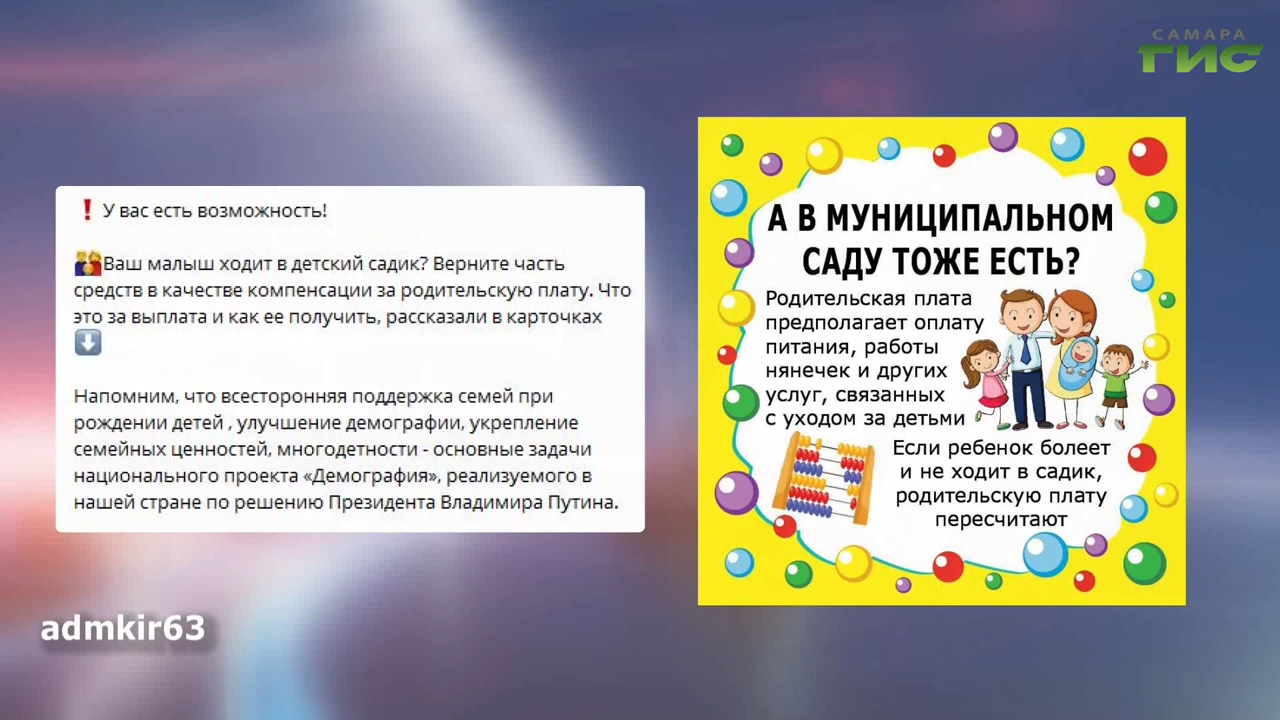 САМАРА
ГИС
❗ У вас есть возможность!
👨‍👩‍👧Ваш малыш ходит в детский садик? Верните часть
средств в качестве компенсации за родительскую плату. Что
это за выплата и как ее получить, рассказали в карточках
⬇️
Напомним, что всесторонняя поддержка семей при
рождении детей , улучшение демографии, укрепление
семейных ценностей, многодетности - основные задачи
национального проекта «Демография», реализуемого в
нашей стране по решению Президента Владимира Путина.
А В МУНИЦИПАЛЬНОМ
САДУ ТОЖЕ ЕСТЬ?
Родительская плата
предполагает оплату
питания, работы
нянечек и других
услуг, связанных
с уходом за детьми
Если ребенок болеет
и не ходит в садик,
родительскую плату
пересчитают
admkir63